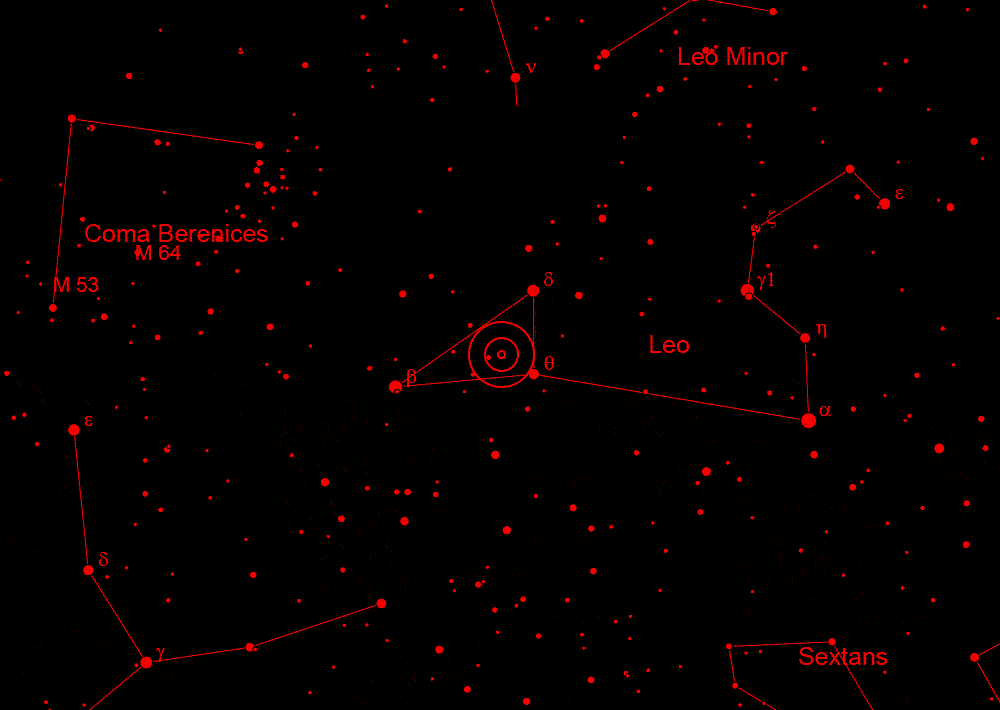 ν
Leo Minor
ε
ζ
Coma Berenices
M 64
M 53
δ
γ1
η
Leo
θ
β
α
ε
δ
γ
Sextans